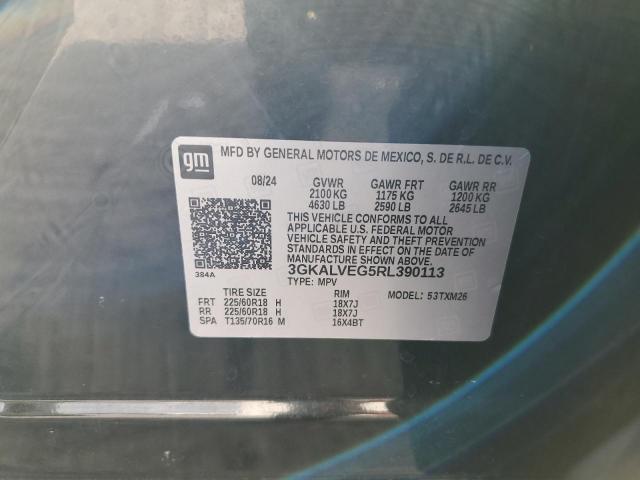 gm MFD BY GENERAL MOTORS DE MEXICO, S. DE R.L. DE C.V.
08/24 GVWR GAWR FRT GAWR RR
2100 KG 1175 KG 1200 KG
4630 LB 2590 LB 2645 LB
THIS VEHICLE CONFORMS TO ALL
APPLICABLE U.S. FEDERAL MOTOR
VEHICLE SAFETY AND THEFT PREVENTION
STANDARDS IN EFFECT ON THE DATE OF
MANUFACTURE SHOWN ABOVE.
384A 3GKALVEG5RL390113
TYPE: MPV MODEL: 53TXM26
TIRE SIZE RIM
FRT 225/60R18 H 18X7J
RR 225/60R18 H 18X7J
SPA T135/70R16 M 16X4BT